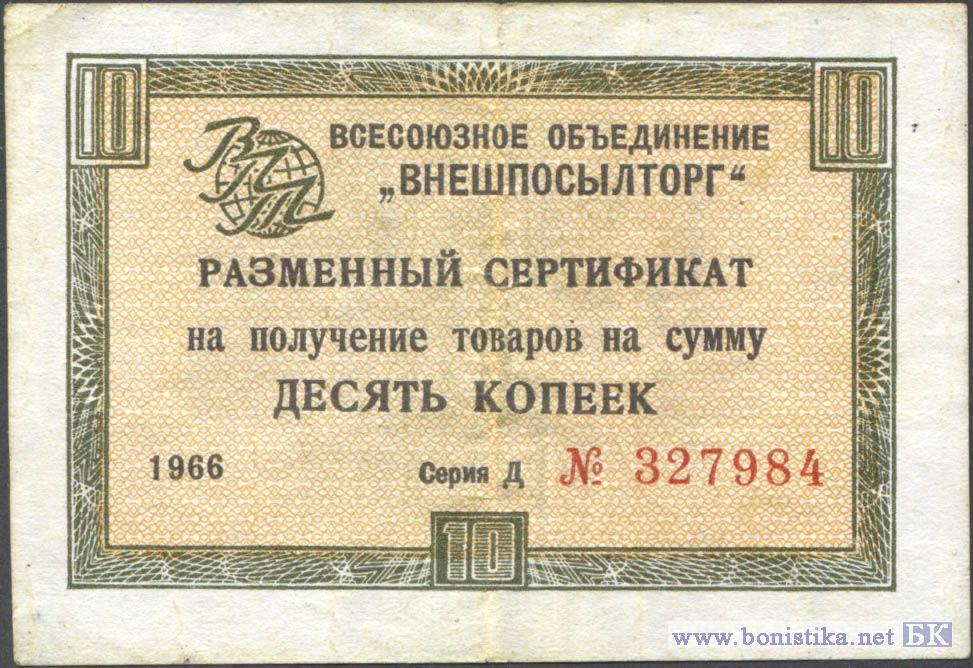 10 10
ВПТ
ВСЕСОЮЗНОЕ ОБЪЕДИНЕНИЕ
„ВНЕШПОСЫЛТОРГ“
РАЗМЕННЫЙ СЕРТИФИКАТ
на получение товаров на сумму
ДЕСЯТЬ КОПЕЕК
1966 Серия Д № 327984
10
www.bonistika.net БК